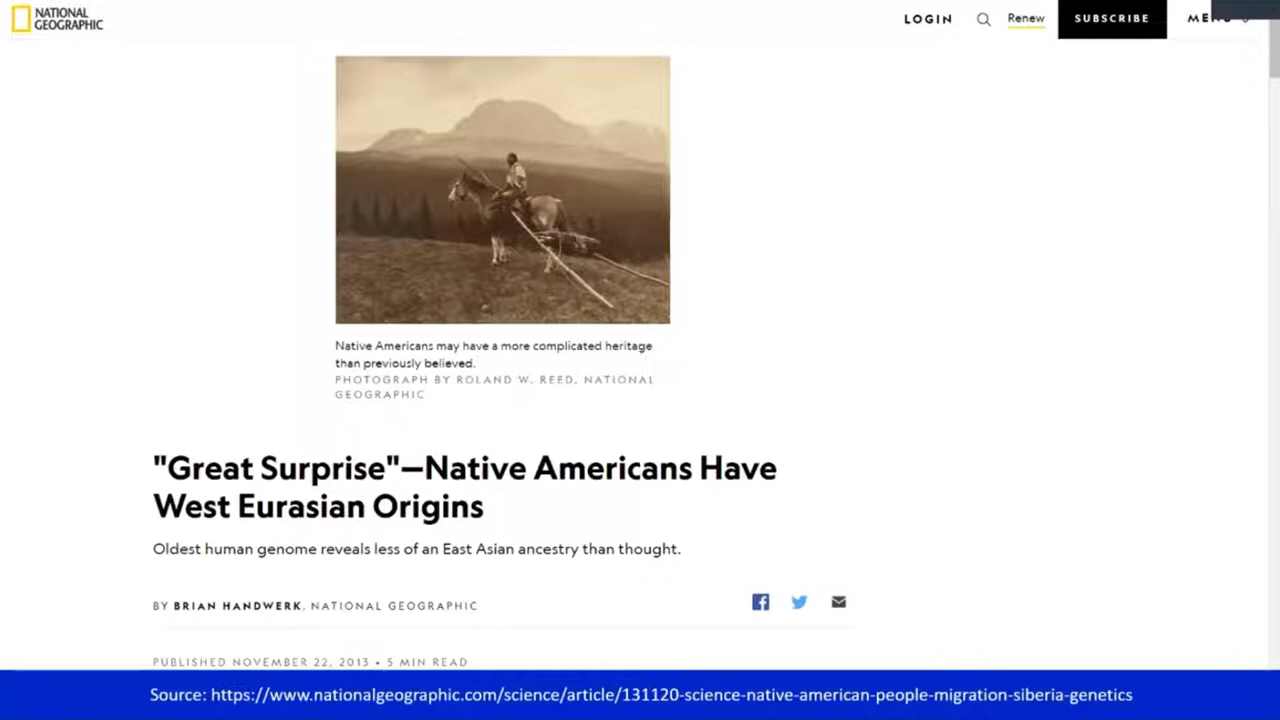 NATIONAL
GEOGRAPHIC
LOGIN
Renew
SUBSCRIBE
Native Americans may have a more complicated heritage
than previously believed.
PHOTOGRAPH BY ROLAND W. REED, NATIONAL
GEOGRAPHIC
"Great Surprise"—Native Americans Have
West Eurasian Origins
Oldest human genome reveals less of an East Asian ancestry than thought.
BY BRIAN HANDWERK, NATIONAL GEOGRAPHIC
PUBLISHED NOVEMBER 22, 2013 • 5 MIN READ
Source: https://www.nationalgeographic.com/science/article/131120-science-native-american-people-migration-siberia-genetics